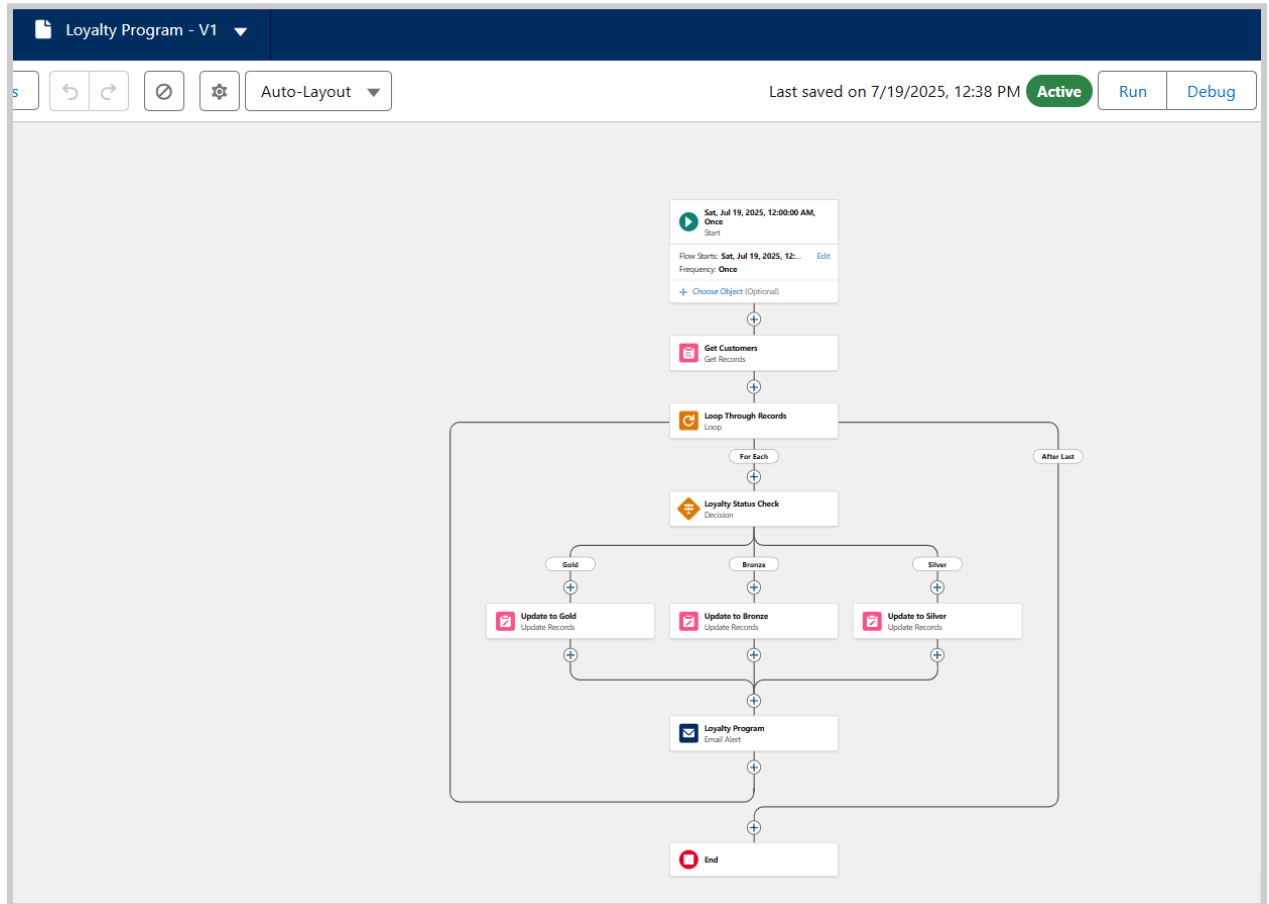 Loyalty Program - V1
s
Auto-Layout
Last saved on 7/19/2025, 12:38 PM
Active
Run
Debug
Sat, Jul 19, 2025, 12:00:00 AM,
Once
Start
Flow Starts: Sat, Jul 19, 2025, 12:...
Edit
Frequency: Once
+ Choose Object (Optional)
Get Customers
Get Records
Loop Through Records
Loop
For Each
After Last
Loyalty Status Check
Decision
Gold
Bronze
Silver
Update to Gold
Update Records
Update to Bronze
Update Records
Update to Silver
Update Records
Loyalty Program
Email Alert
End